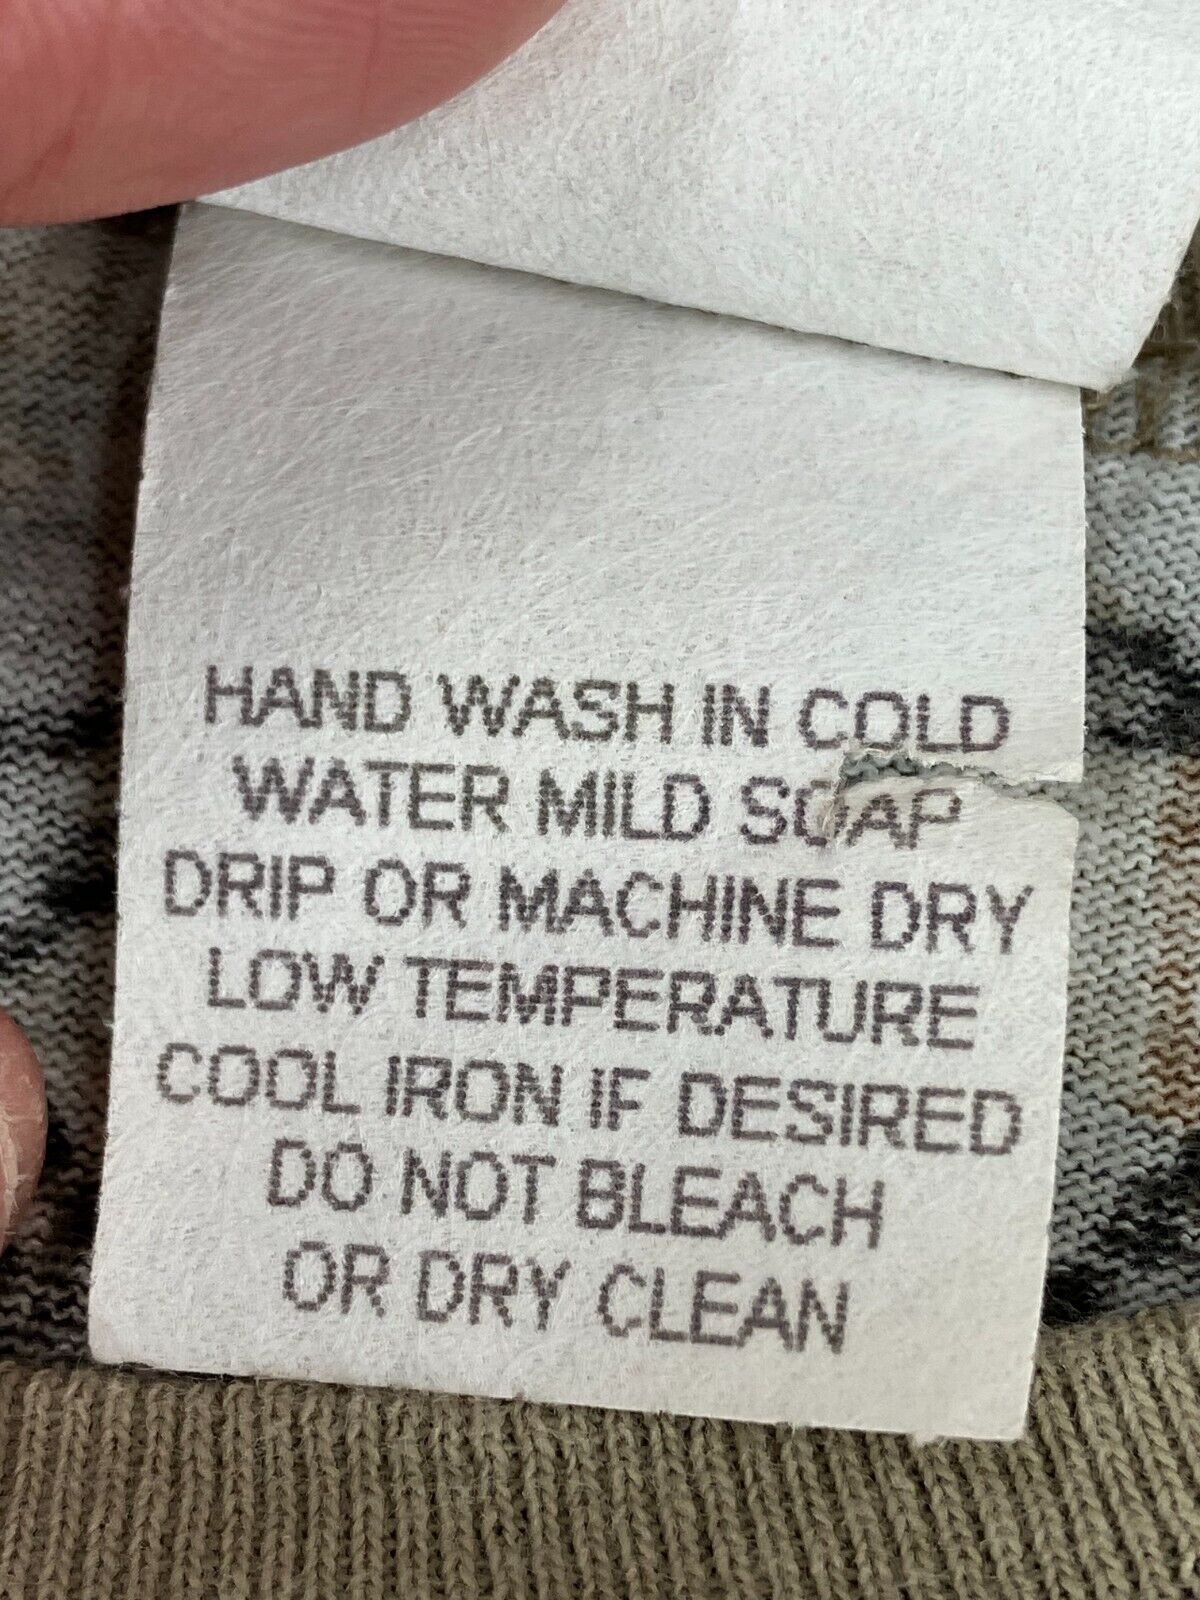 HAND WASH IN COLD
WATER MILD SOAP
DRIP OR MACHINE DRY
LOW TEMPERATURE
COOL IRON IF DESIRED
DO NOT BLEACH
OR DRY CLEAN